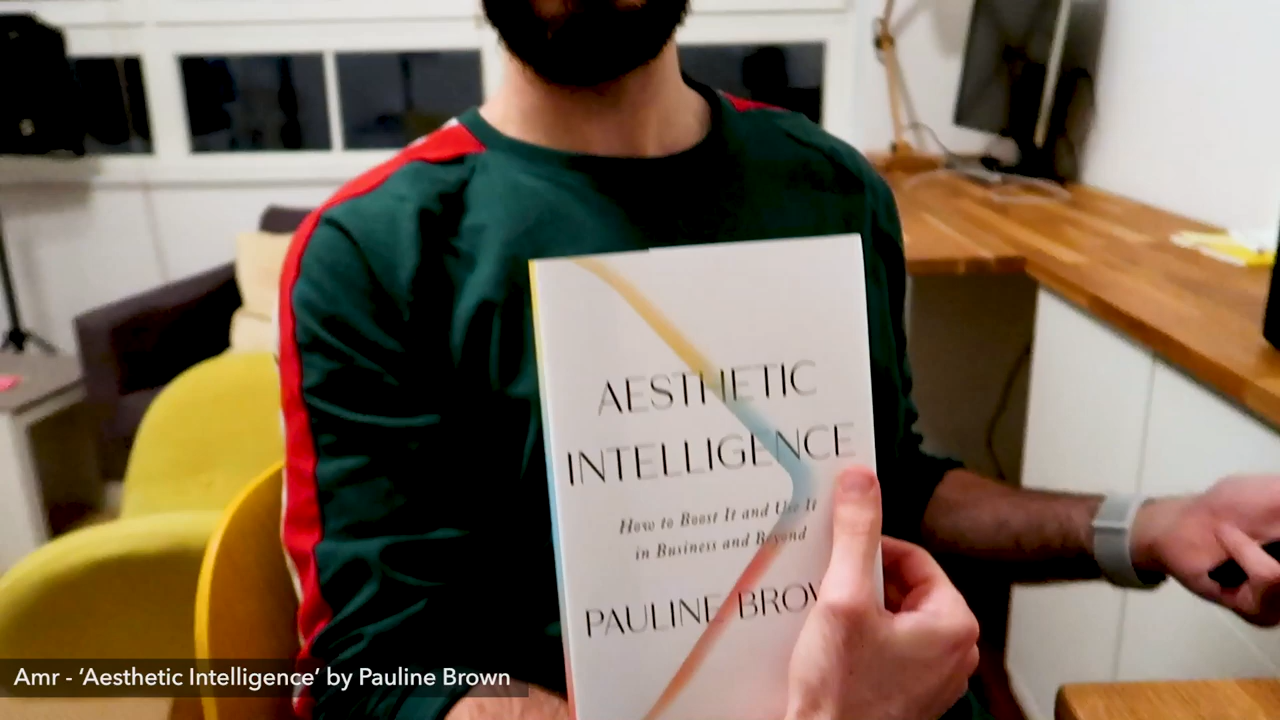 AESTHETIC
INTELLIGENCE
How to Boost It and Use It
in Business and Beyond
PAULINE BROW
Amr - ‘Aesthetic Intelligence’ by Pauline Brown